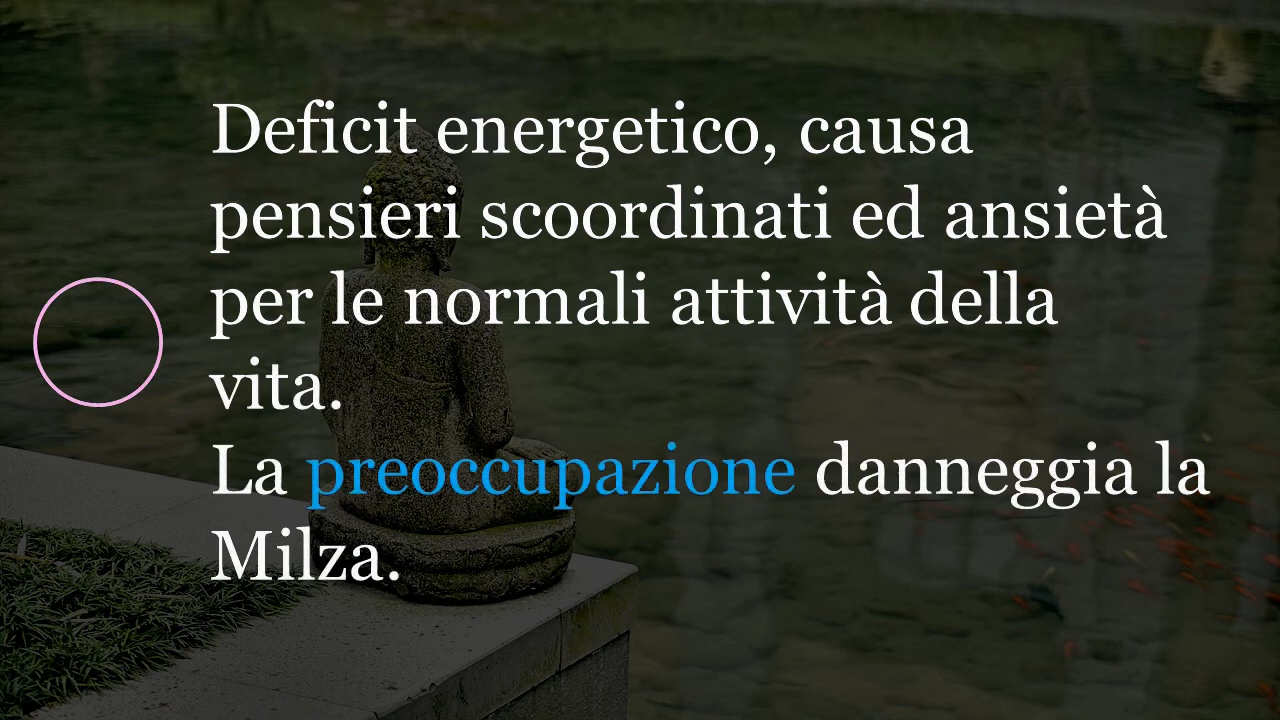 Deficit energetico, causa
pensieri scoordinati ed ansietà
per le normali attività della
vita.
La preoccupazione danneggia la
Milza.